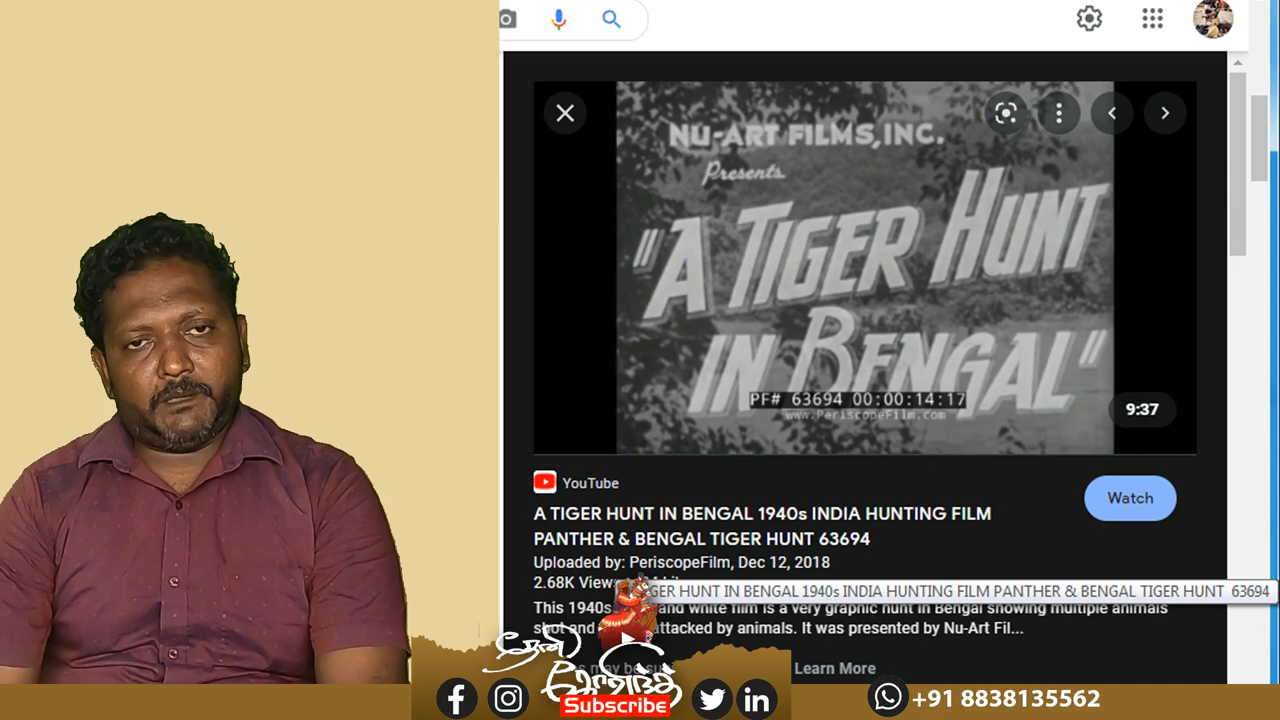 NU-ART FILMS, INC.
Presents
"A TIGER HUNT
IN BENGAL"
PF# 63694 00:00:14:17
www.PeriscopeFilm.com
9:37
YouTube
Watch
A TIGER HUNT IN BENGAL 1940s INDIA HUNTING FILM
PANTHER & BENGAL TIGER HUNT 63694
Uploaded by: PeriscopeFilm, Dec 12, 2018
2.68K Views
HUNT IN BENGAL 1940s INDIA HUNTING FILM PANTHER & BENGAL TIGER HUNT 63694
This 1940s and white film is a very graphic hunt in Bengal showing multiple animals
shot and attacked by animals. It was presented by Nu-Art Fil...
may be Learn More
தேனி
Subscribe
+91 8838135562